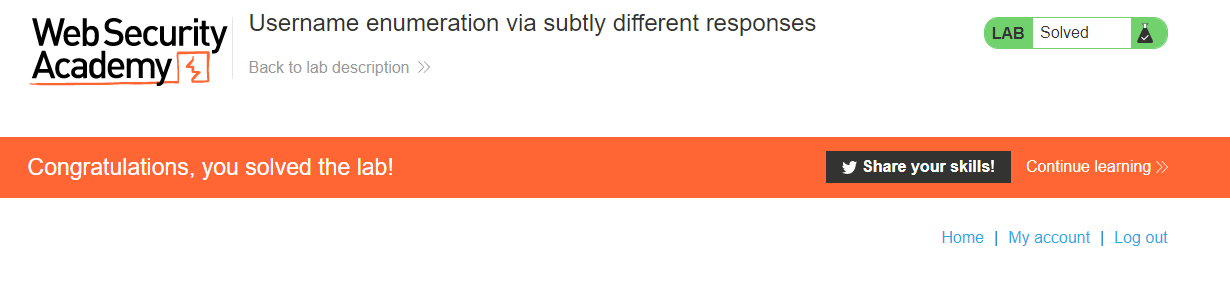 Web Security
Academy
Username enumeration via subtly different responses
Back to lab description
LAB Solved
Congratulations, you solved the lab!
Share your skills! Continue learning
Home | My account | Log out